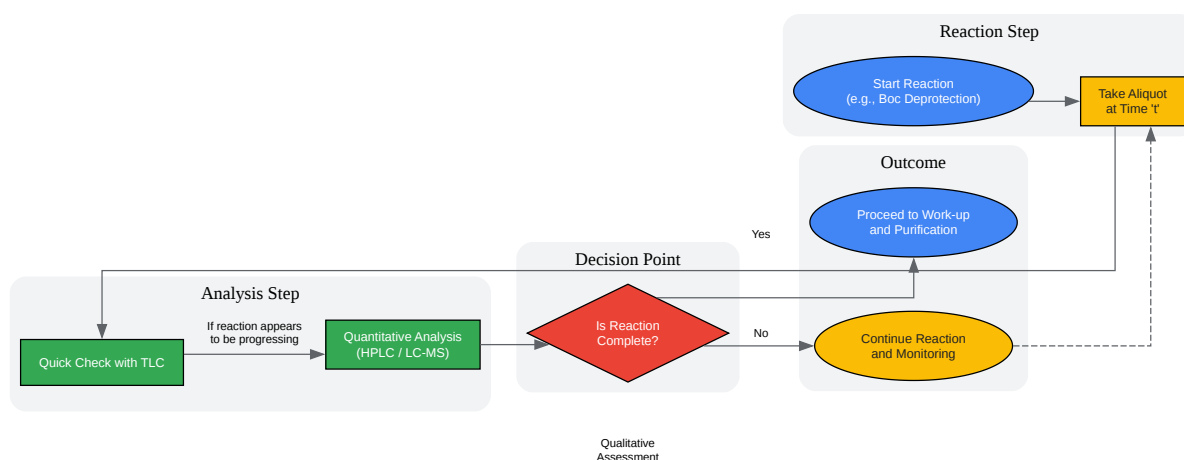 Reaction Step
Start Reaction
(e.g., Boc Deprotection)
Take Aliquot
at Time 't'
Outcome
Proceed to Work-up
and Purification
Yes
Decision Point
Analysis Step
If reaction appears
to be progressing
Quick Check with TLC
Quantitative Analysis
(HPLC / LC-MS)
Is Reaction
Complete?
No
Continue Reaction
and Monitoring
Qualitative
Assessment